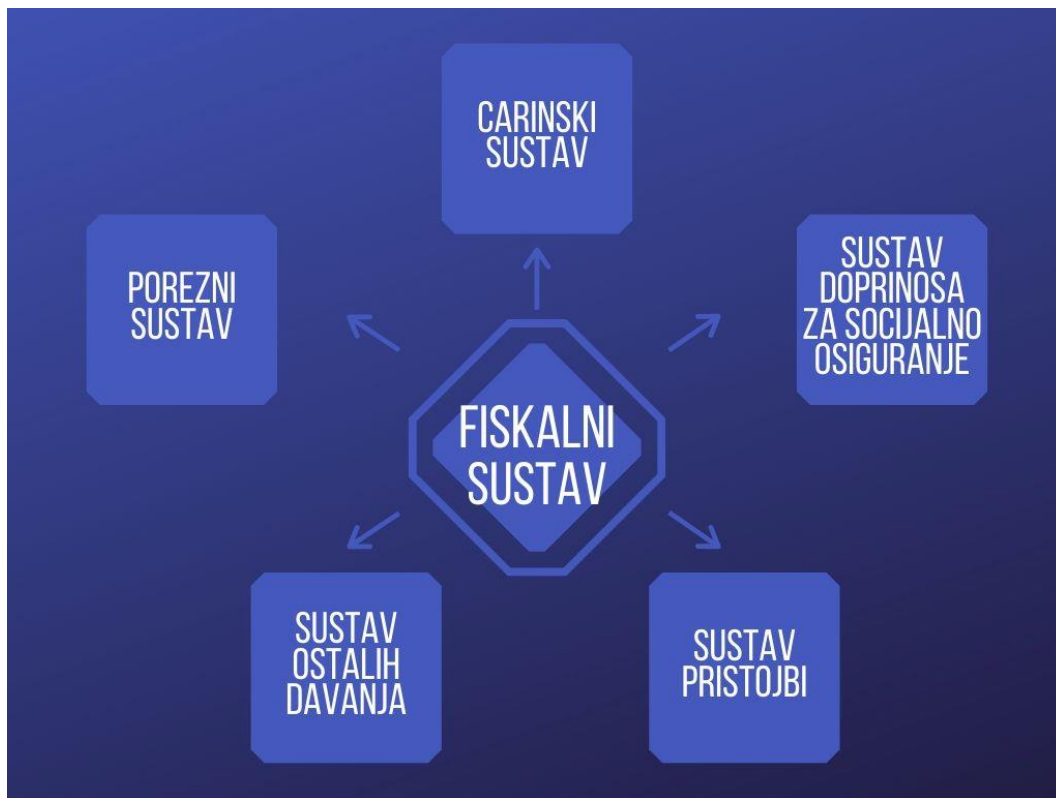 CARINSKI
SUSTAV
POREZNI
SUSTAV
SUSTAV
DOPRINOSA
ZA SOCIJALNO
OSIGURANJE
FISKALNI
SUSTAV
SUSTAV
OSTALIH
DAVANJA
SUSTAV
PRISTOJBI